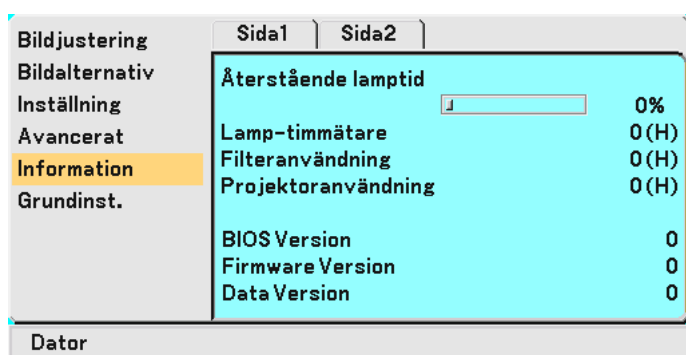 Bildjustering
Bildalternativ
Inställning
Avancerat
Information
Grundinst.
Sida1 Sida2
Återstående lamptid
0%
Lamp-timmätare 0(H)
Filteranvändning 0(H)
Projektoranvändning 0(H)
BIOS Version 0
Firmware Version 0
Data Version 0
Dator